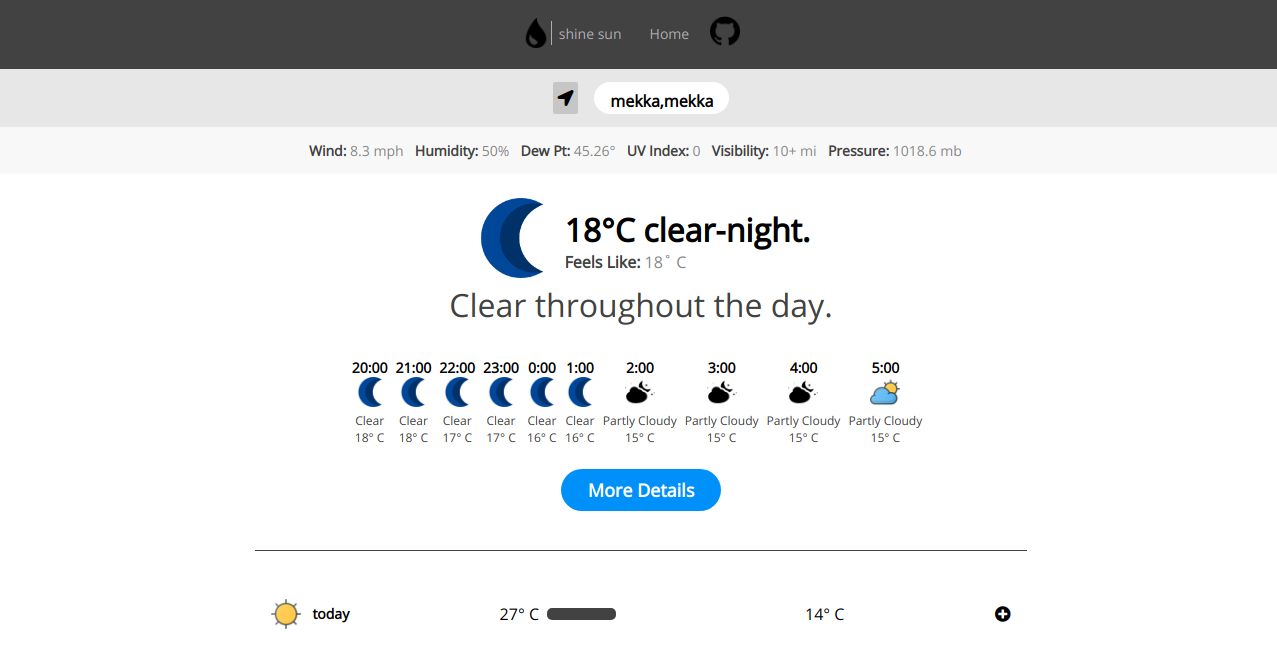 shine sun Home
mekka,mekka
Wind: 8.3 mph Humidity: 50% Dew Pt: 45.26° UV Index: 0 Visibility: 10+ mi Pressure: 1018.6 mb
18°C clear-night.
Feels Like: 18˚ C
Clear throughout the day.
20:00 21:00 22:00 23:00 0:00 1:00 2:00 3:00 4:00 5:00
Clear Clear Clear Clear Clear Clear Partly Cloudy Partly Cloudy Partly Cloudy Partly Cloudy
18° C 18° C 17° C 17° C 16° C 16° C 15° C 15° C 15° C 15° C
More Details
today 27° C 14° C